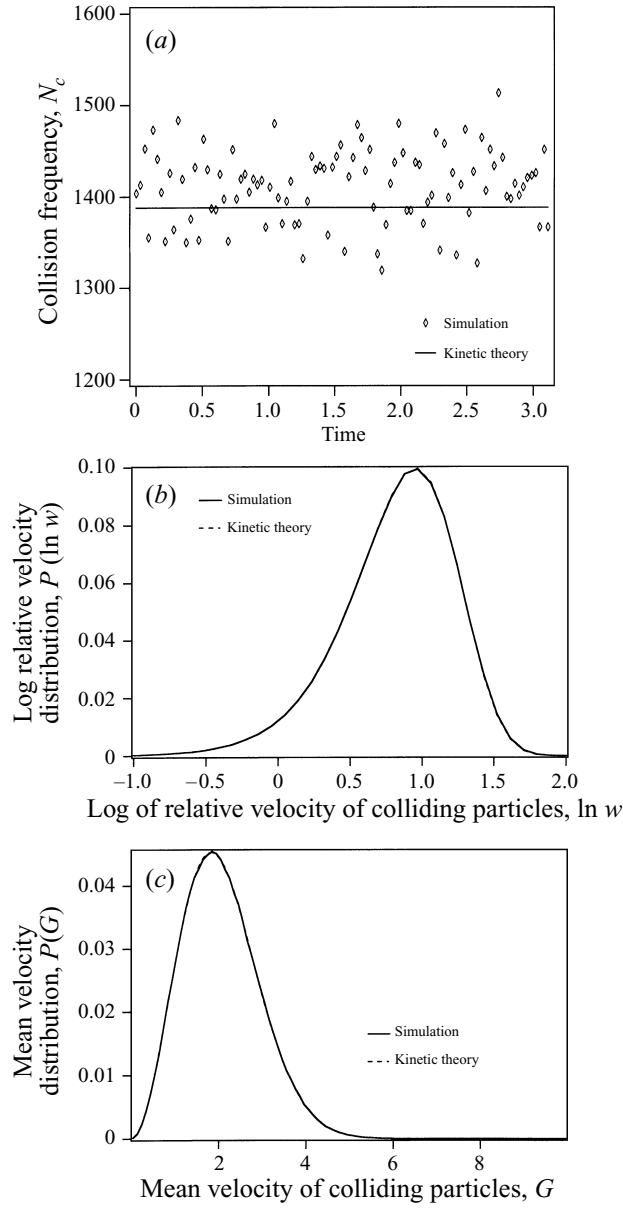 (a)
Collision frequency, N_c
1600
1500
1400
1300
1200
Simulation
Kinetic theory
0 0.5 1.0 1.5 2.0 2.5 3.0
Time
(b)
Log relative velocity
distribution, P (ln w)
0.10
0.08
0.06
0.04
0.02
0
Simulation
Kinetic theory
–1.0 –0.5 0 0.5 1.0 1.5 2.0
Log of relative velocity of colliding particles, ln w
(c)
Mean velocity
distribution, P(G)
0.04
0.03
0.02
0.01
0
Simulation
Kinetic theory
2 4 6 8
Mean velocity of colliding particles, G